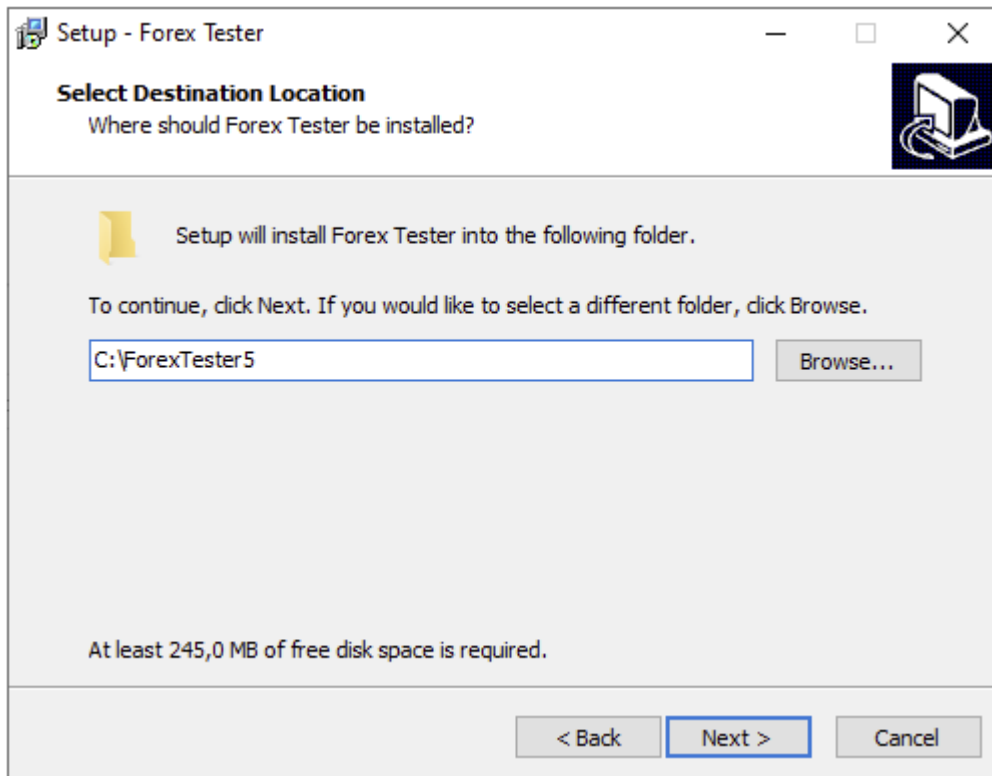 Setup - Forex Tester
Select Destination Location
Where should Forex Tester be installed?
Setup will install Forex Tester into the following folder.
To continue, click Next. If you would like to select a different folder, click Browse.
C:\ForexTester5
Browse...
At least 245,0 MB of free disk space is required.
< Back
Next >
Cancel